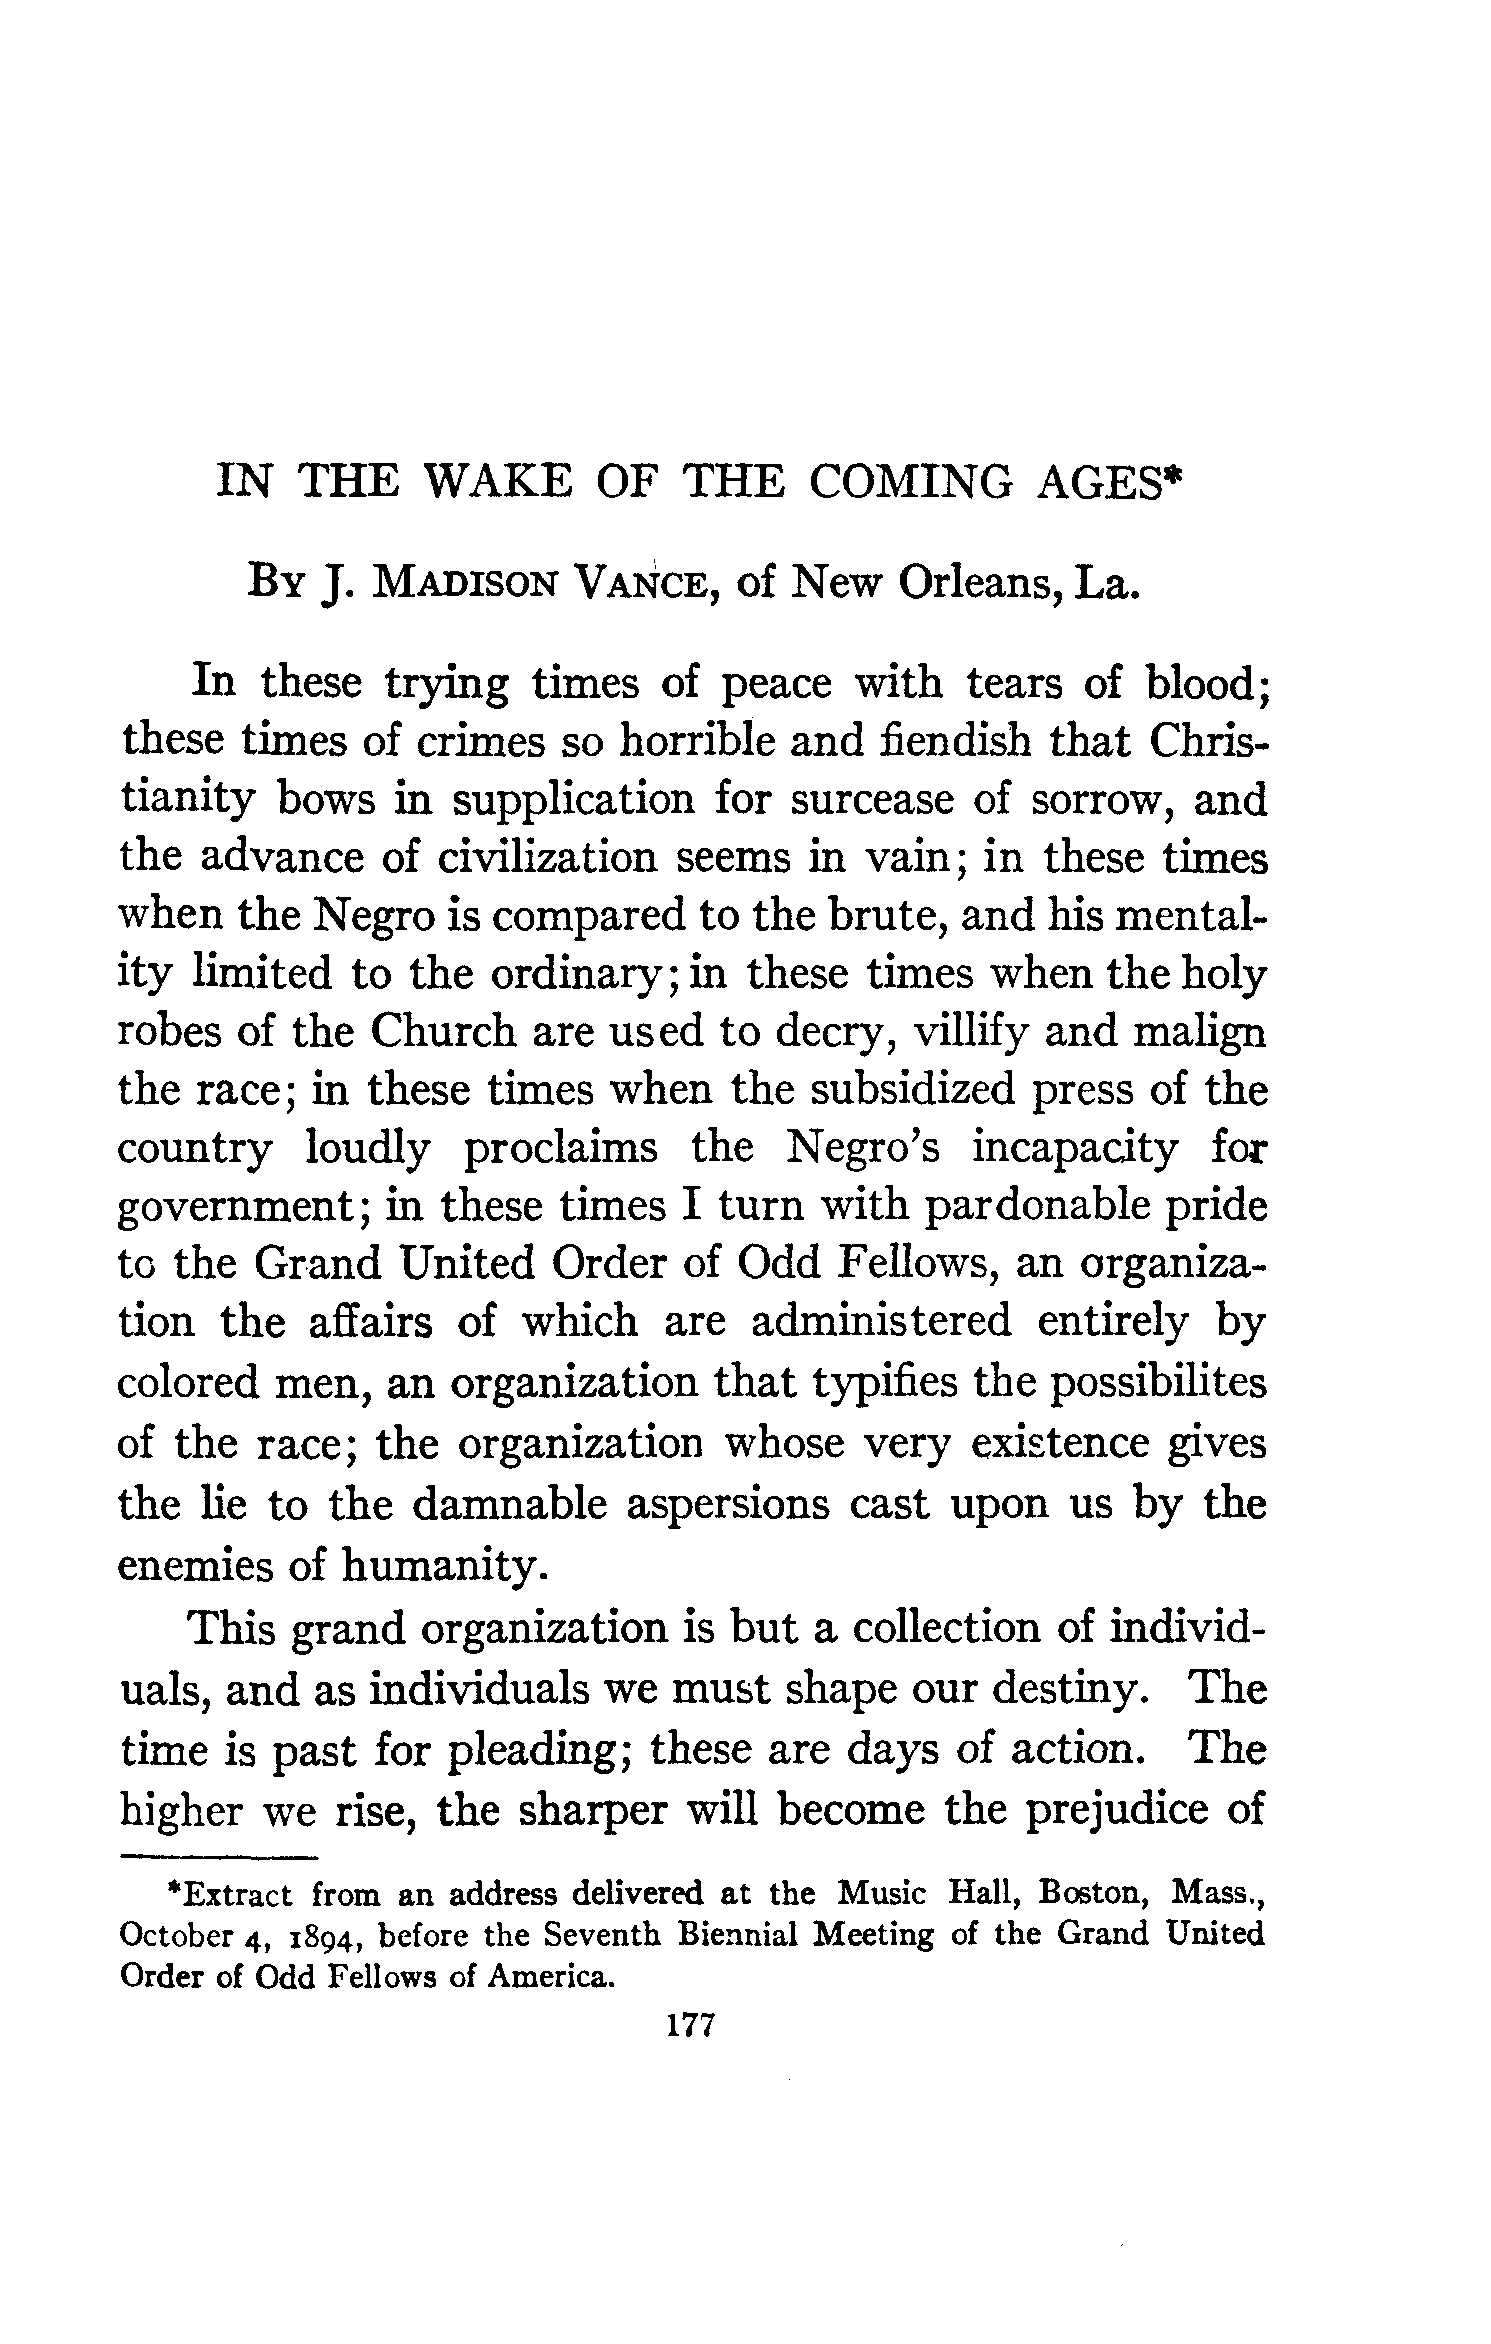 IN THE WAKE OF THE COMING AGES*
By J. Madison Vance, of New Orleans, La.
In these trying times of peace with tears of blood;
these times of crimes so horrible and fiendish that Chris-
tianity bows in supplication for surcease of sorrow, and
the advance of civilization seems in vain; in these times
when the Negro is compared to the brute, and his mental-
ity limited to the ordinary; in these times when the holy
robes of the Church are used to decry, villify and malign
the race; in these times when the subsidized press of the
country loudly proclaims the Negro's incapacity for
government; in these times I turn with pardonable pride
to the Grand United Order of Odd Fellows, an organiza-
tion the affairs of which are administered entirely by
colored men, an organization that typifies the possibilites
of the race; the organization whose very existence gives
the lie to the damnable aspersions cast upon us by the
enemies of humanity.
This grand organization is but a collection of individ-
uals, and as individuals we must shape our destiny. The
time is past for pleading; these are days of action. The
higher we rise, the sharper will become the prejudice of
*Extract from an address delivered at the Music Hall, Boston, Mass.,
October 4, 1894, before the Seventh Biennial Meeting of the Grand United
Order of Odd Fellows of America.
177